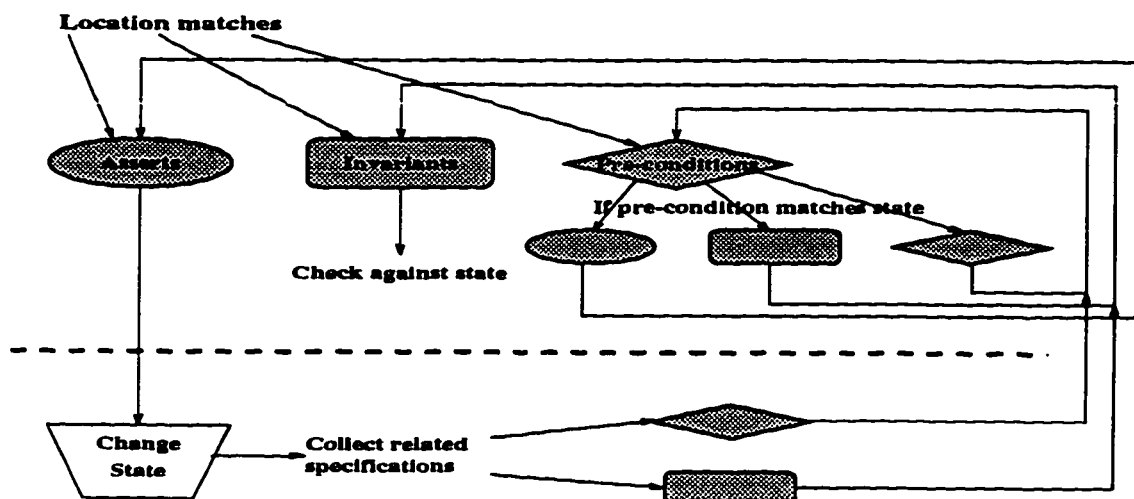 Location matches
Asserts
Invariants
Pre-conditions
If pre-condition matches state
Check against state
Change
State
Collect related
specifications